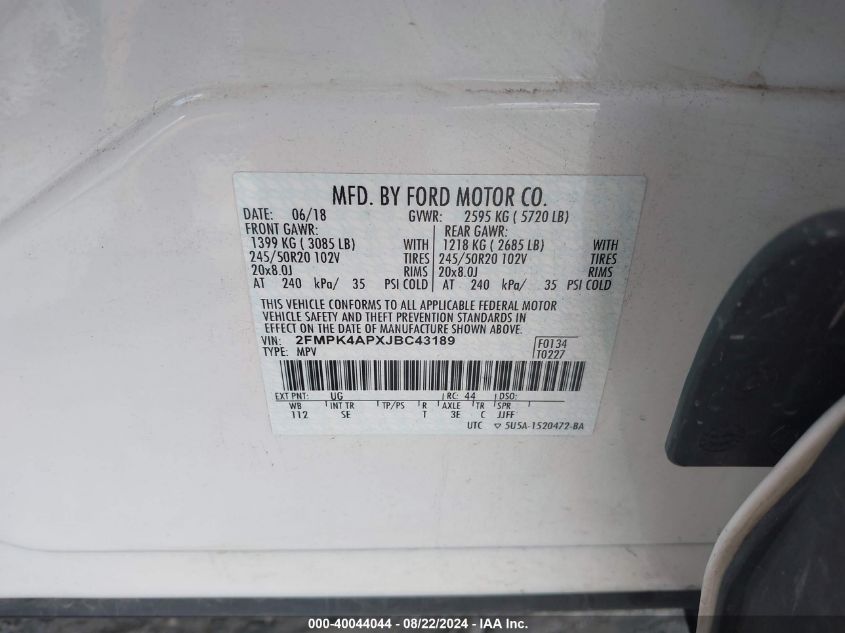 MFD. BY FORD MOTOR CO.
DATE: 06/18 GVWR: 2595 KG ( 5720 LB)
FRONT GAWR: REAR GAWR:
1399 KG ( 3085 LB) WITH 1218 KG ( 2685 LB) WITH
245/50R20 102V TIRES 245/50R20 102V TIRES
20x8.0J RIMS 20x8.0J RIMS
AT 240 kPa/ 35 PSI COLD AT 240 kPa/ 35 PSI COLD
THIS VEHICLE CONFORMS TO ALL APPLICABLE FEDERAL MOTOR
VEHICLE SAFETY AND THEFT PREVENTION STANDARDS IN
EFFECT ON THE DATE OF MANUFACTURE SHOWN ABOVE.
VIN: 2FMPK4APXJBC43189 F0134
TYPE: MPV T0227
EXT PNT: UG RC: 44 DSO:
WB INT TR TP/PS R AXLE TR SPR
112 SE T 3E C JJFF
UTC ▽ 5U5A-1520472-BA
000-40044044 - 08/22/2024 - IAA Inc.